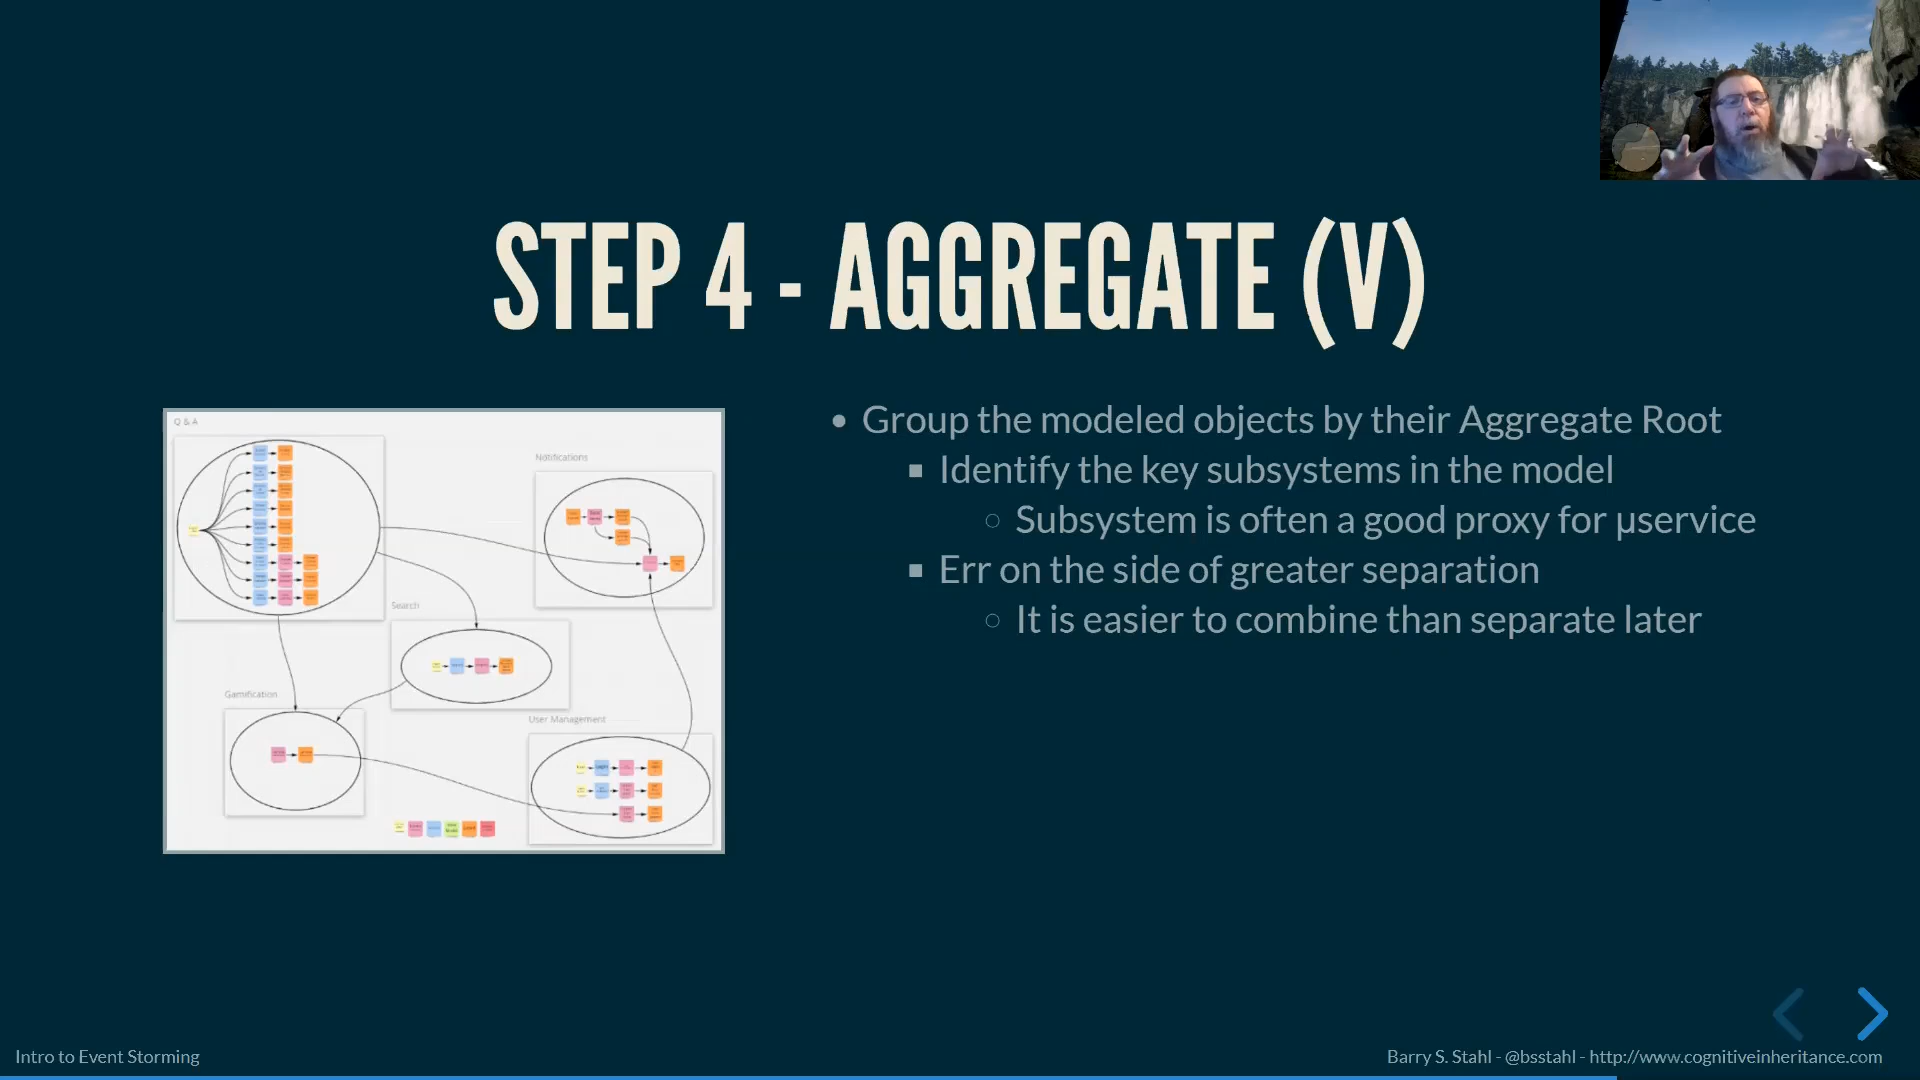 STEP 4 - AGGREGATE (V)
Q & A
Notifications
Search
Gamification
User Management
Group the modeled objects by their Aggregate Root
Identify the key subsystems in the model
Subsystem is often a good proxy for µservice
Err on the side of greater separation
It is easier to combine than separate later
Intro to Event Storming
Barry S. Stahl - @bsstahl - http://www.cognitiveinheritance.com